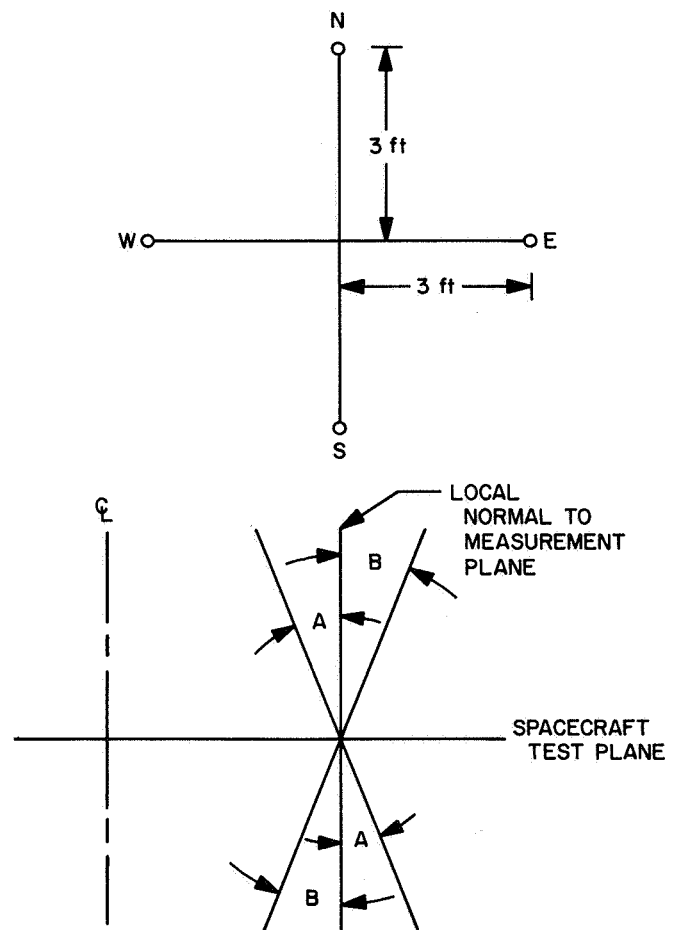 N
3 ft
W
E
3 ft
S
℄
LOCAL
NORMAL TO
MEASUREMENT
PLANE
B
A
SPACECRAFT
TEST PLANE
A
B